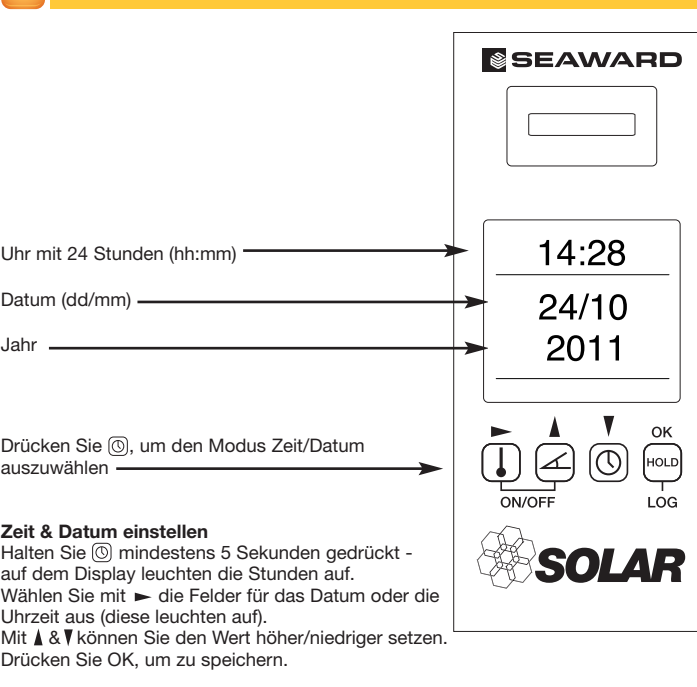 SEAWARD
Uhr mit 24 Stunden (hh:mm)
14:28
Datum (dd/mm)
24/10
Jahr
2011
Drücken Sie , um den Modus Zeit/Datum
auszuwählen
► ▲ ▼ OK
HOLD
ON/OFF LOG
Zeit & Datum einstellen
Halten Sie mindestens 5 Sekunden gedrückt -
auf dem Display leuchten die Stunden auf.
Wählen Sie mit ► die Felder für das Datum oder die
Uhrzeit aus (diese leuchten auf).
Mit ▲ & ▼ können Sie den Wert höher/niedriger setzen.
Drücken Sie OK, um zu speichern.
SOLAR